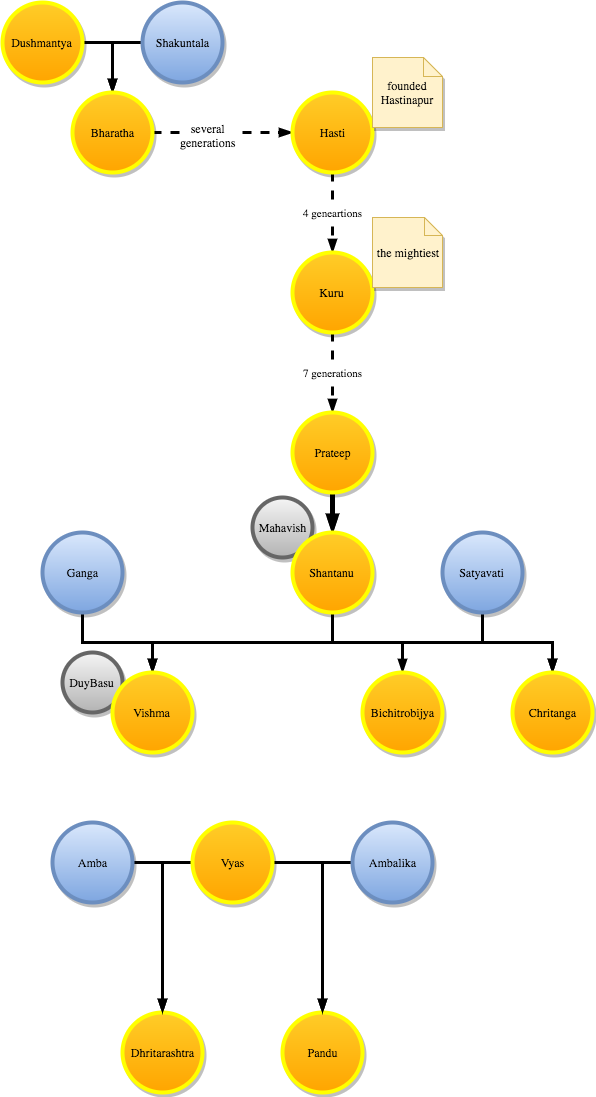 Dushmantya
Shakuntala
founded
Hastinapur
Bharatha
several
generations
Hasti
4 geneartions
the mightiest
Kuru
7 generations
Prateep
Mahavish
Ganga
Shantanu
Satyavati
DuyBasu
Vishma
Bichitrobijya
Chritanga
Amba
Vyas
Ambalika
Dhritarashtra
Pandu